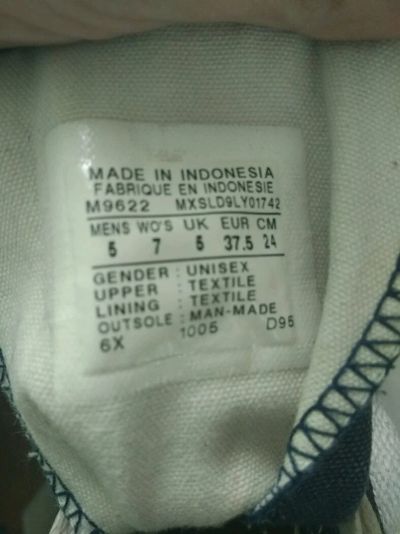 MADE IN INDONESIA
FABRIQUE EN INDONESIE
M9622 MXSLD9LY01742
MENS WO'S UK EUR CM
5 7 5 37.5 24
GENDER : UNISEX
UPPER : TEXTILE
LINING : TEXTILE
OUTSOLE : MAN-MADE
6X 1005 D95